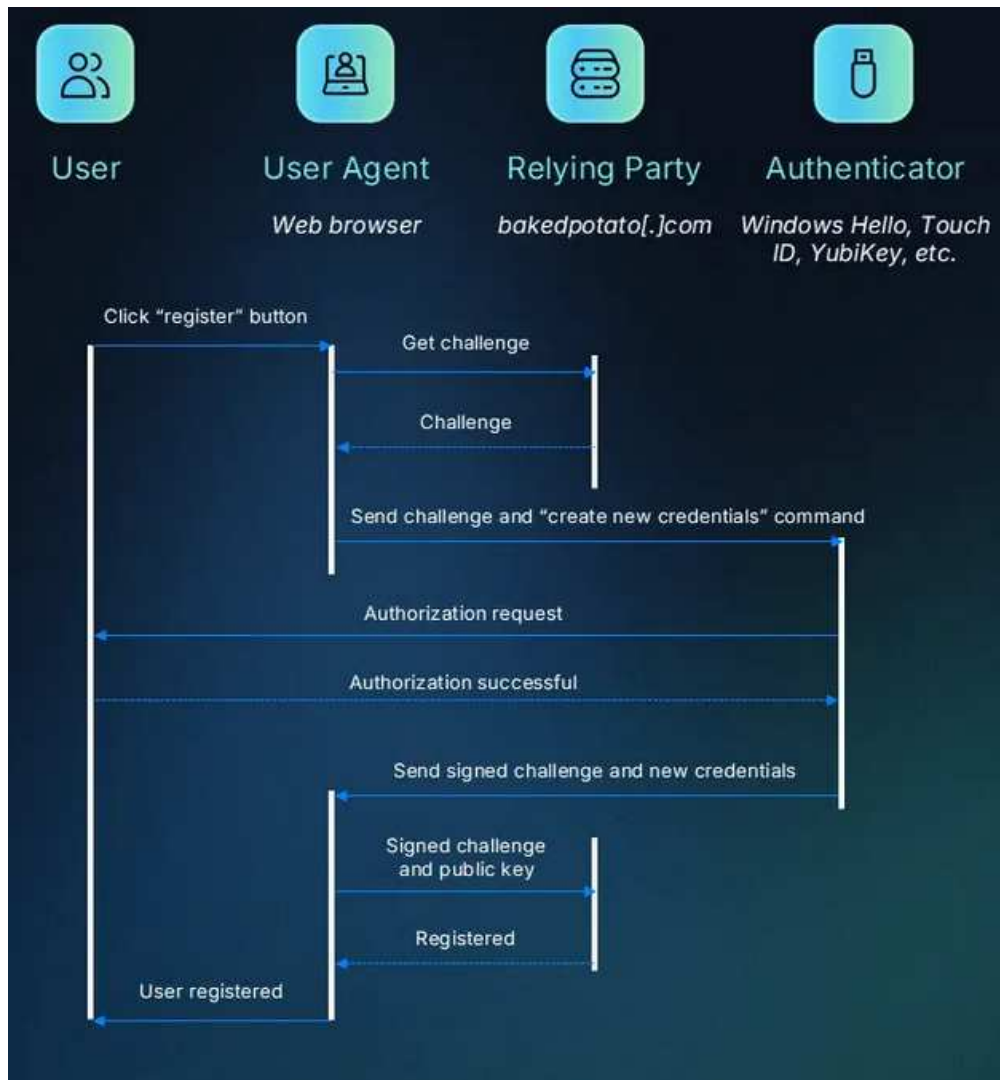 User
User Agent
Relying Party
Authenticator
Web browser
bakedpotato[.]com
Windows Hello, Touch
ID, YubiKey, etc.
Click “register” button
Get challenge
Challenge
Send challenge and “create new credentials” command
Authorization request
Authorization successful
Send signed challenge and new credentials
Signed challenge
and public key
Registered
User registered